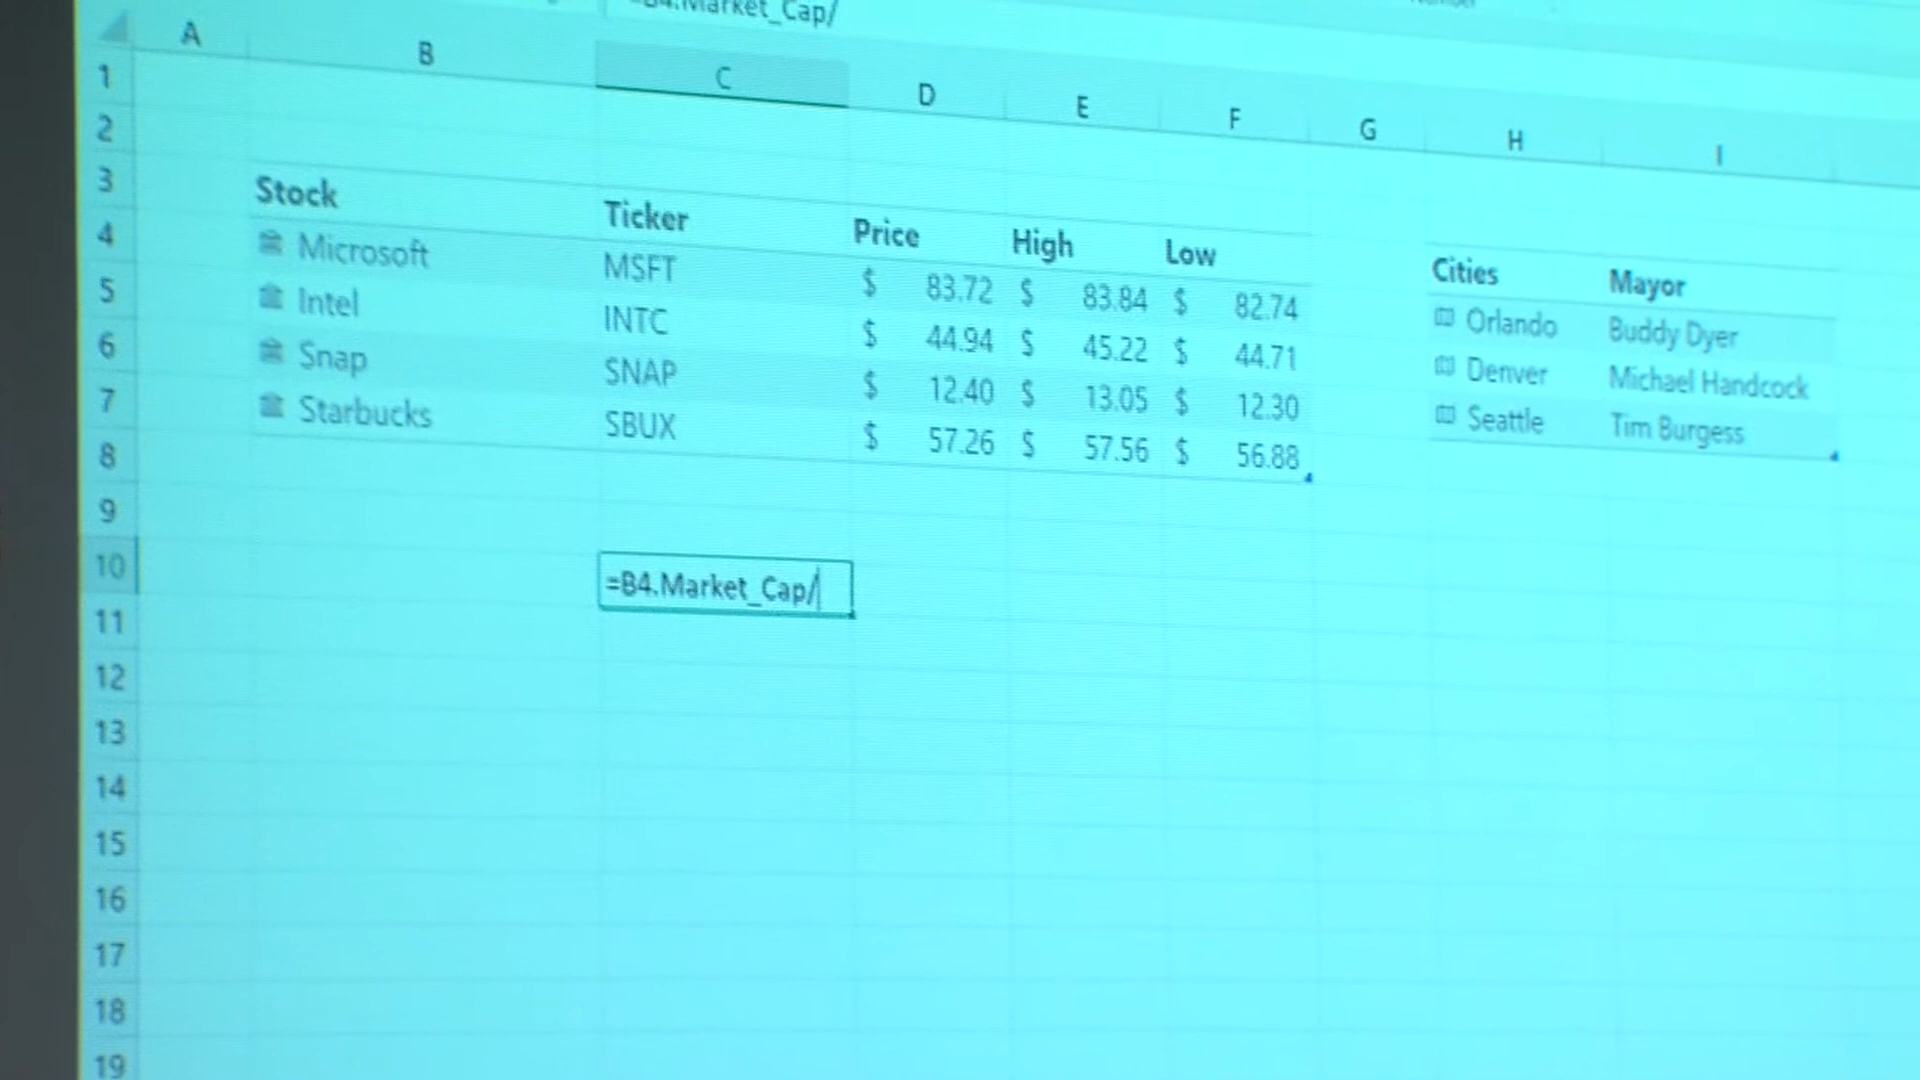 =B4.Market_Cap/
A B C D E F G H I
1
2
3
Stock Ticker Price High Low Cities Mayor
4 Microsoft MSFT $ 83.72 $ 83.84 $ 82.74 Orlando Buddy Dyer
5 Intel INTC $ 44.94 $ 45.22 $ 44.71 Denver Michael Handcock
6 Snap SNAP $ 12.40 $ 13.05 $ 12.30 Seattle Tim Burgess
7 Starbucks SBUX $ 57.26 $ 57.56 $ 56.88
8
9
10 =B4.Market_Cap/
11
12
13
14
15
16
17
18
19